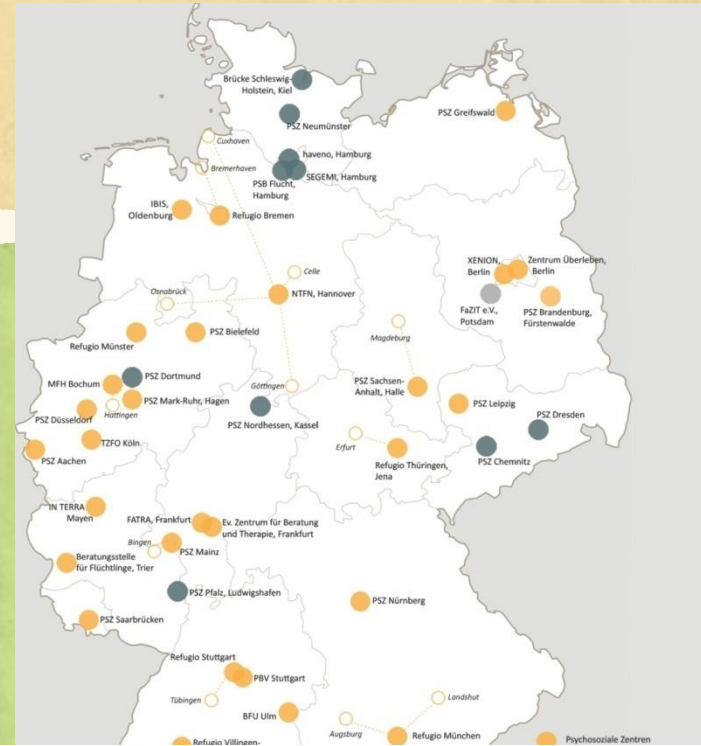 Brücke Schleswig-
Holstein, Kiel
PSZ Neumünster
PSZ Greifswald
Cuxhaven
haveno, Hamburg
Bremerhaven
SEGEMI, Hamburg
PSB Flucht,
Hamburg
IBIS,
Oldenburg
Refugio Bremen
XENION,
Berlin
Zentrum Überleben,
Berlin
Celle
Osnabrück
NTFN, Hannover
FaZIT e.V.,
Potsdam
PSZ Brandenburg,
Fürstenwalde
Refugio Münster
PSZ Bielefeld
Magdeburg
PSZ Dortmund
MFH Bochum
Göttingen
PSZ Sachsen-
Anhalt, Halle
PSZ Mark-Ruhr, Hagen
Hattingen
PSZ Leipzig
PSZ Düsseldorf
PSZ Nordhessen, Kassel
PSZ Dresden
TZFO Köln
Erfurt
PSZ Aachen
Refugio Thüringen,
Jena
PSZ Chemnitz
IN TERRA
Mayen
FATRA, Frankfurt
Ev. Zentrum für Beratung
und Therapie, Frankfurt
Bingen
PSZ Mainz
Beratungsstelle
für Flüchtlinge, Trier
PSZ Pfalz, Ludwigshafen
PSZ Nürnberg
PSZ Saarbrücken
Refugio Stuttgart
PBV Stuttgart
Tübingen
Landshut
BFU Ulm
Augsburg
Refugio München
Refugio Villingen-
Psychosoziale Zentren